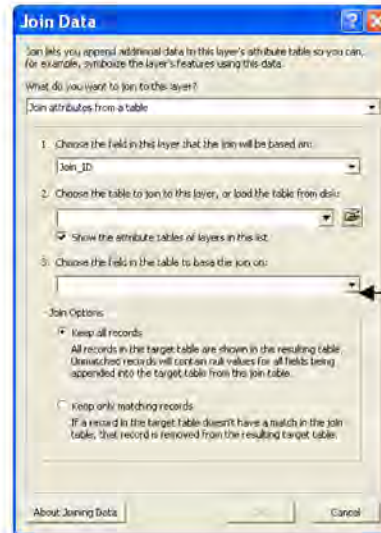 Join Data
Join lets you append additional data to this layer's attribute table so you can,
for example, symbolize the layer's features using this data.
What do you want to join to this layer?
Join attributes from a table
1. Choose the field in this layer that the join will be based on:
Join_ID
2. Choose the table to join to this layer, or load the table from disk:
Show the attribute tables of layers in this list
3. Choose the field in the table to base the join on:
Join Options
Keep all records
All records in the target table are shown in the resulting table.
Unmatched records will contain null values for all fields being
appended into the target table from the join table.
Keep only matching records
If a record in the target table doesn't have a match in the join
table, that record is removed from the resulting target table.
About Joining Data
Cancel